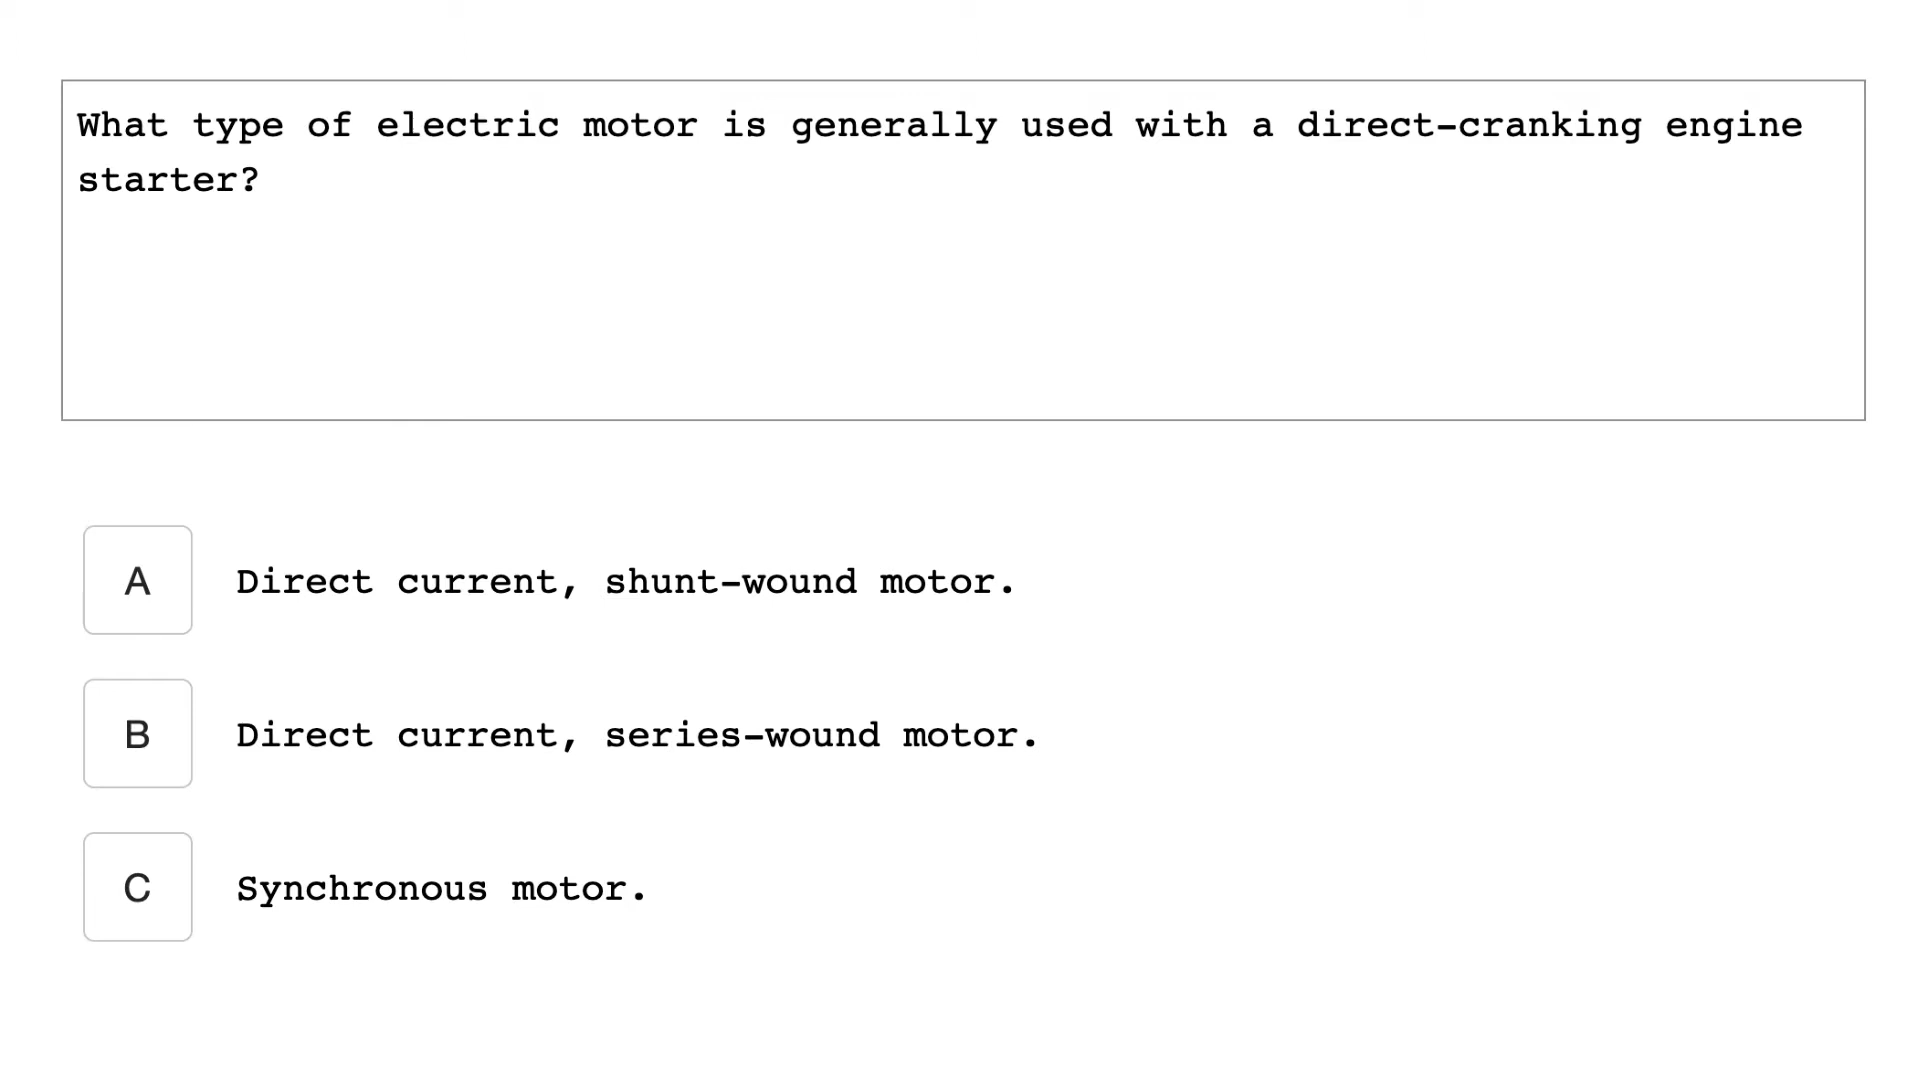 What type of electric motor is generally used with a direct-cranking engine
starter?
A Direct current, shunt-wound motor.
B Direct current, series-wound motor.
C Synchronous motor.